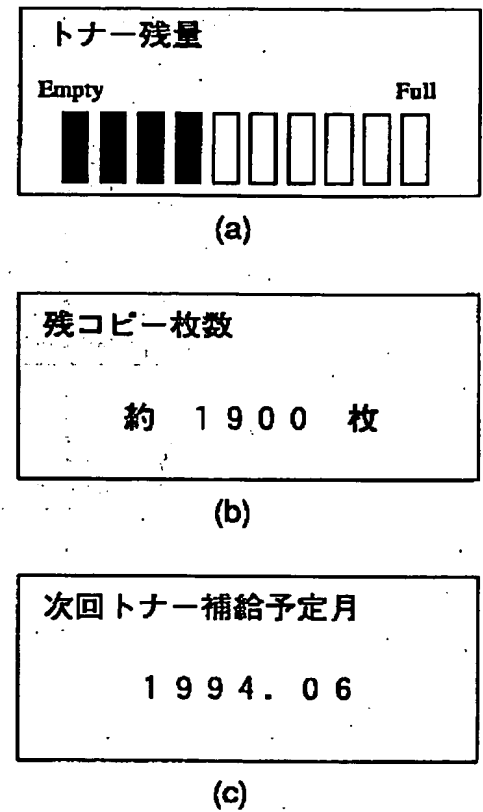 トナー残量
Empty Full
(a)
残コピー枚数
約 1900 枚
(b)
次回トナー補給予定月
1994. 06
(c)